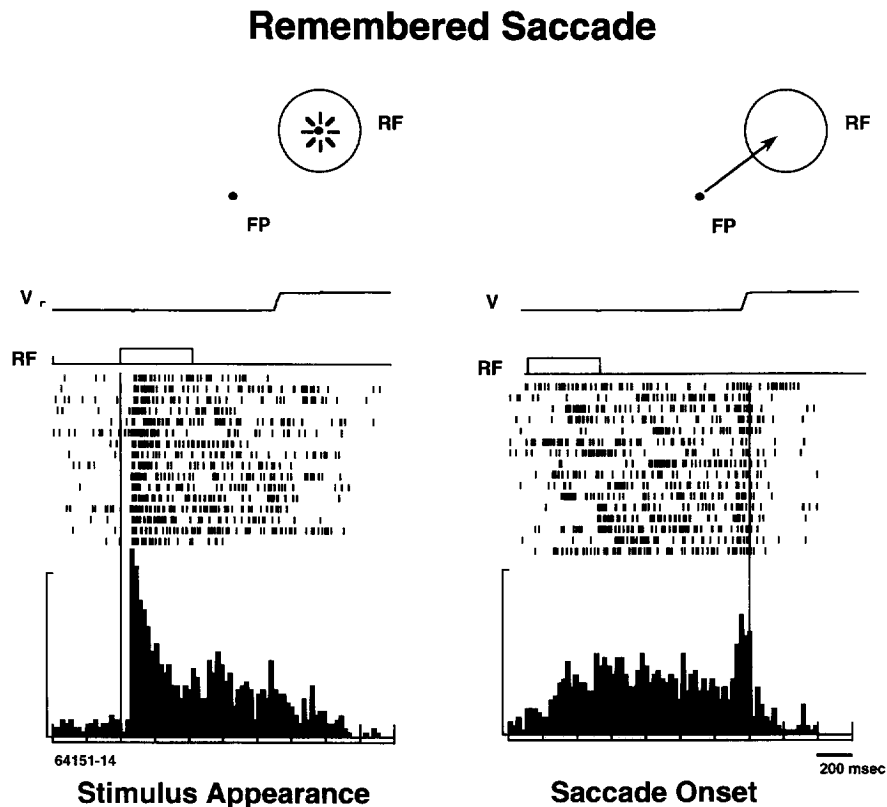 Remembered Saccade
RF
FP
RF
FP
V
V
RF
RF
64151-14
200 msec
Stimulus Appearance
Saccade Onset